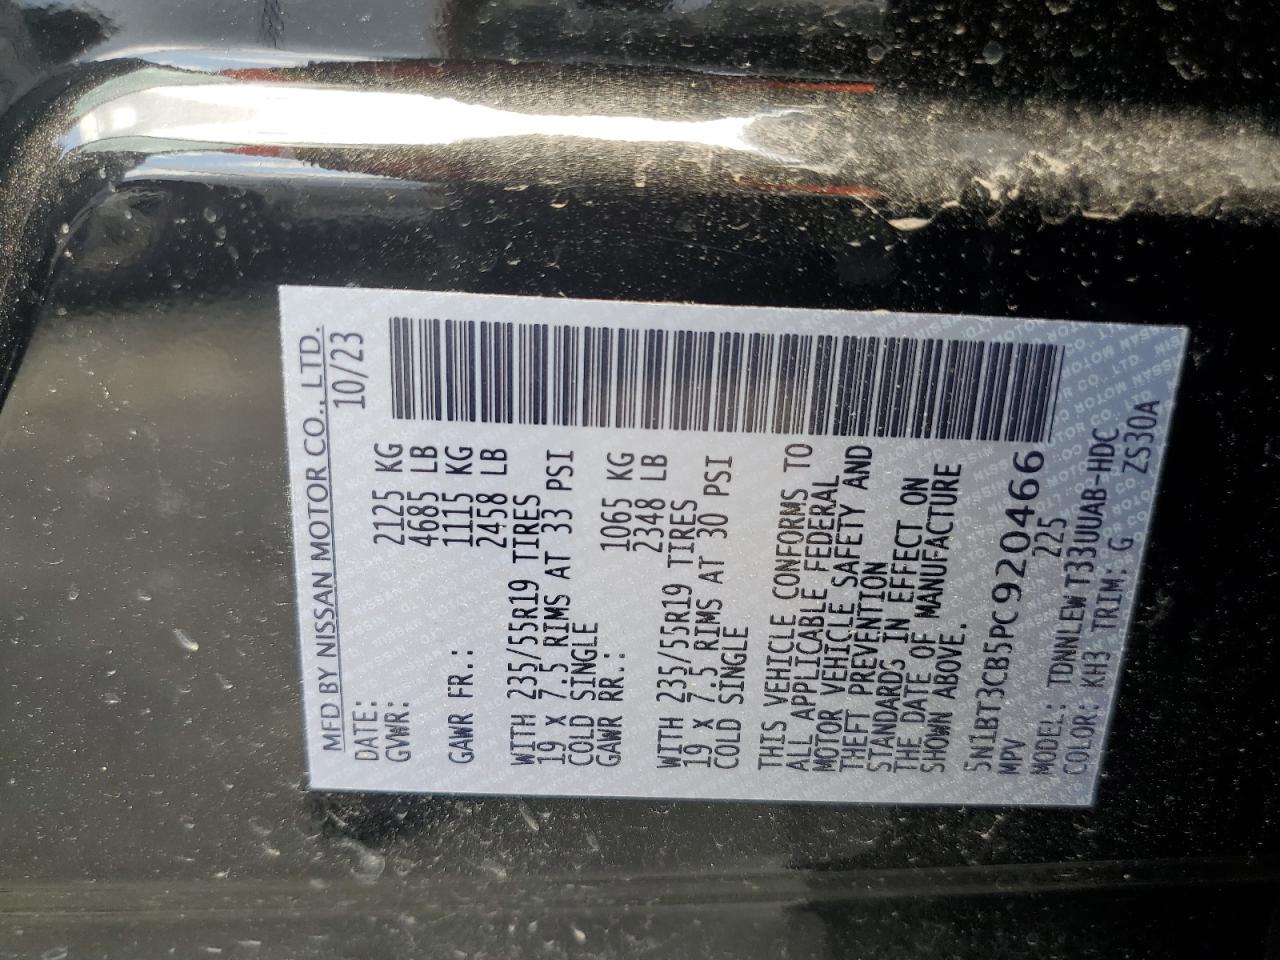 MFD BY NISSAN MOTOR CO., LTD.
DATE: 10/23
GVWR: 2125 KG
4685 LB
GAWR FR.: 1115 KG
2458 LB
WITH 235/55R19 TIRES
19 X 7.5 RIMS AT 33 PSI
COLD SINGLE
GAWR RR.: 1065 KG
2348 LB
WITH 235/55R19 TIRES
19 X 7.5 RIMS AT 30 PSI
COLD SINGLE
THIS VEHICLE CONFORMS TO
ALL APPLICABLE FEDERAL
MOTOR VEHICLE SAFETY AND
THEFT PREVENTION
STANDARDS IN EFFECT ON
THE DATE OF MANUFACTURE
SHOWN ABOVE.
5N1BT3CB5PC920466
MPV 225
MODEL: TDNNLEW T33UUAB-HDC
COLOR: KH3 TRIM: G ZS30A